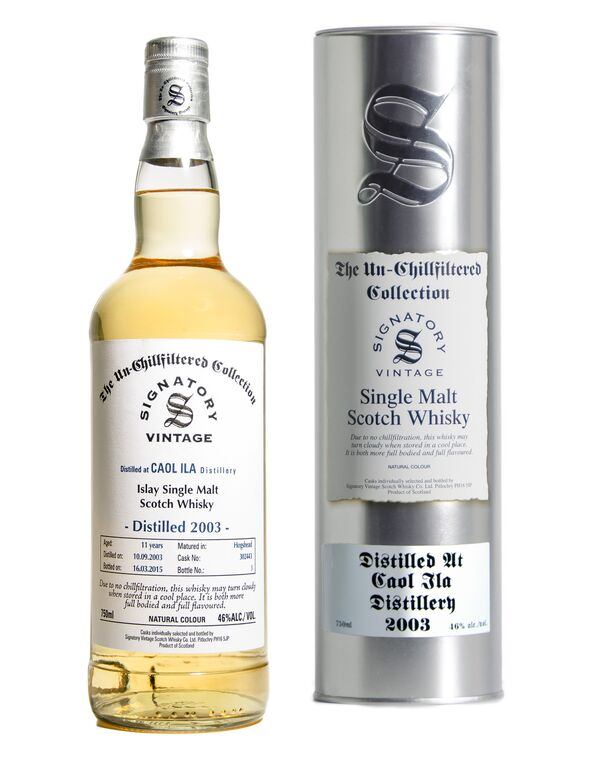 The Un-Chillfiltered Collection
SIGNATORY
S
VINTAGE
Distilled at CAOL ILA Distillery
Islay Single Malt
Scotch Whisky
- Distilled 2003 -
Aged: 11 years Matured in: Hogshead
Distilled on: 10.09.2003 Cask No: 302443
Bottled on: 16.03.2015 Bottle No.:
Due to no chillfiltration, this whisky may turn cloudy
when stored in a cool place. It is both more
full bodied and full flavoured.
750ml NATURAL COLOUR 46%ALC/VOL
Casks individually selected and bottled by
Signatory Vintage Scotch Whisky Co. Ltd. Pitlochry PH16 5JP
Product of Scotland
S
The Un-Chillfiltered
Collection
SIGNATORY
S
VINTAGE
Single Malt
Scotch Whisky
Due to no chillfiltration, this whisky may
turn cloudy when stored in a cool place.
It is both more full bodied and full flavoured.
NATURAL COLOUR
Casks individually selected and bottled by
Signatory Vintage Scotch Whisky Co. Ltd. Pitlochry PH16 5JP
Product of Scotland
Distilled At
Caol Ila
Distillery
2003
750ml 46% alc./vol.